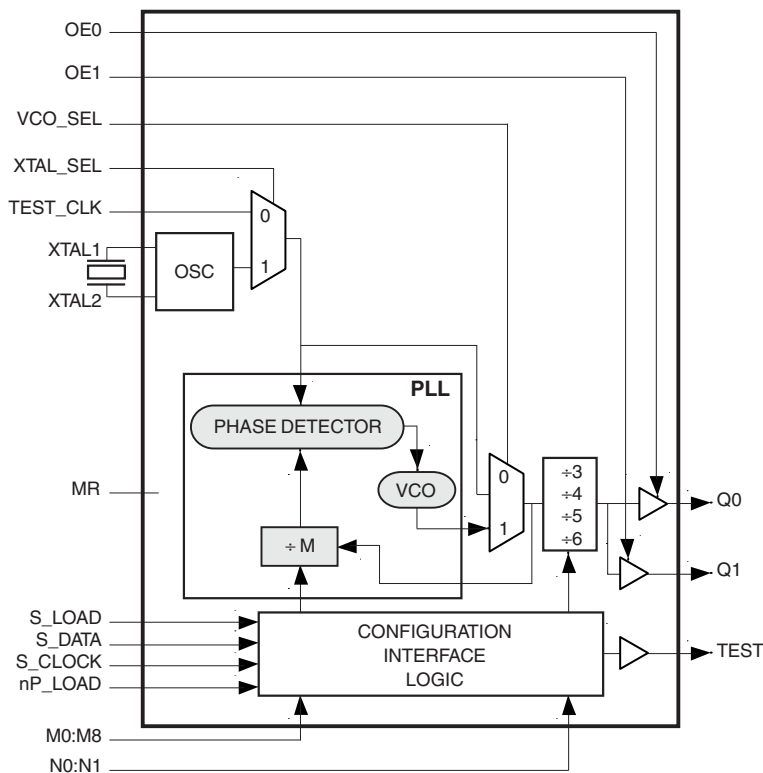 OE0
OE1
VCO_SEL
XTAL_SEL
TEST_CLK
0
XTAL1
OSC
1
XTAL2
PLL
PHASE DETECTOR
MR
VCO
0
1
÷3
÷4
÷5
÷6
Q0
÷ M
Q1
S_LOAD
S_DATA
S_CLOCK
nP_LOAD
CONFIGURATION
INTERFACE
LOGIC
TEST
M0:M8
N0:N1